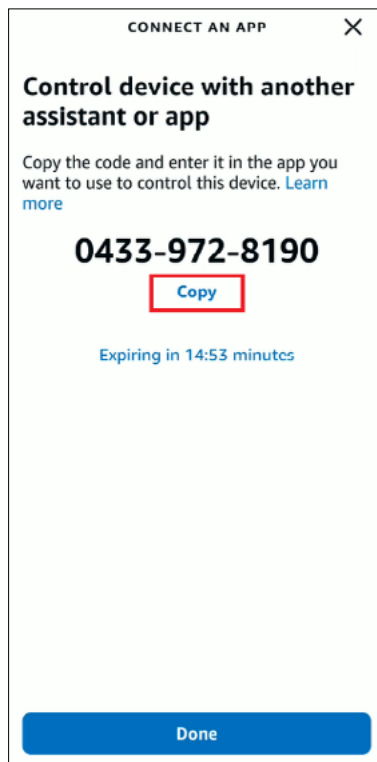 CONNECT AN APP
Control device with another
assistant or app
Copy the code and enter it in the app you
want to use to control this device. Learn
more
0433-972-8190
Copy
Expiring in 14:53 minutes
Done